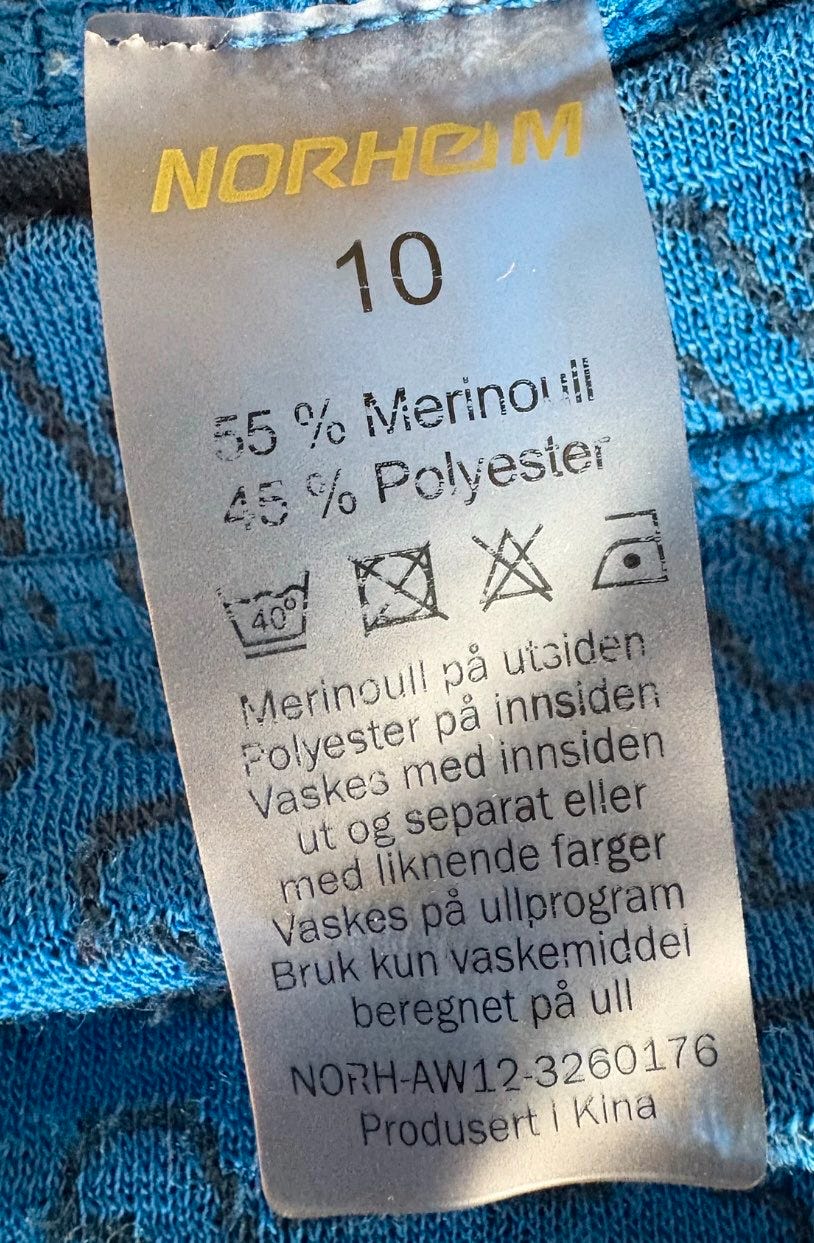 NORHEIM
10
55 % Merinoull
45 % Polyester
40°
Merinoull på utsiden
Polyester på innsiden
Vaskes med innsiden
ut og separat eller
med liknende farger
Vaskes på ullprogram
Bruk kun vaskemiddel
beregnet på ull
NORH-AW12-3260176
Produsert i Kina